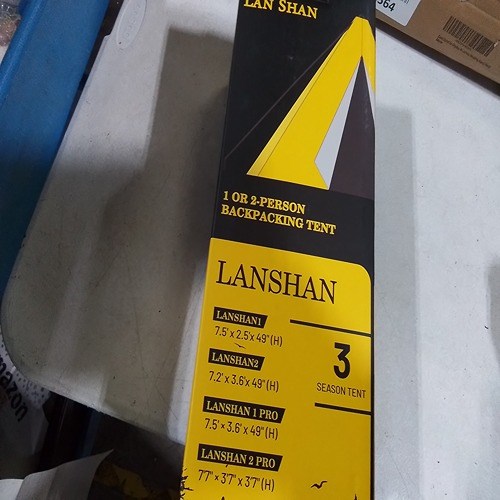 LAN SHAN
564
1 OR 2-PERSON
BACKPACKING TENT
LANSHAN
LANSHAN1
7.5' x 2.5'x 49"(H)
LANSHAN2
7.2' x 3.6'x 49"(H)
LANSHAN 1 PRO
7.5' x 3.6' x 49"(H)
LANSHAN 2 PRO
7'7" x 3'7" x 3'7"(H)
3
SEASON TENT
amazon